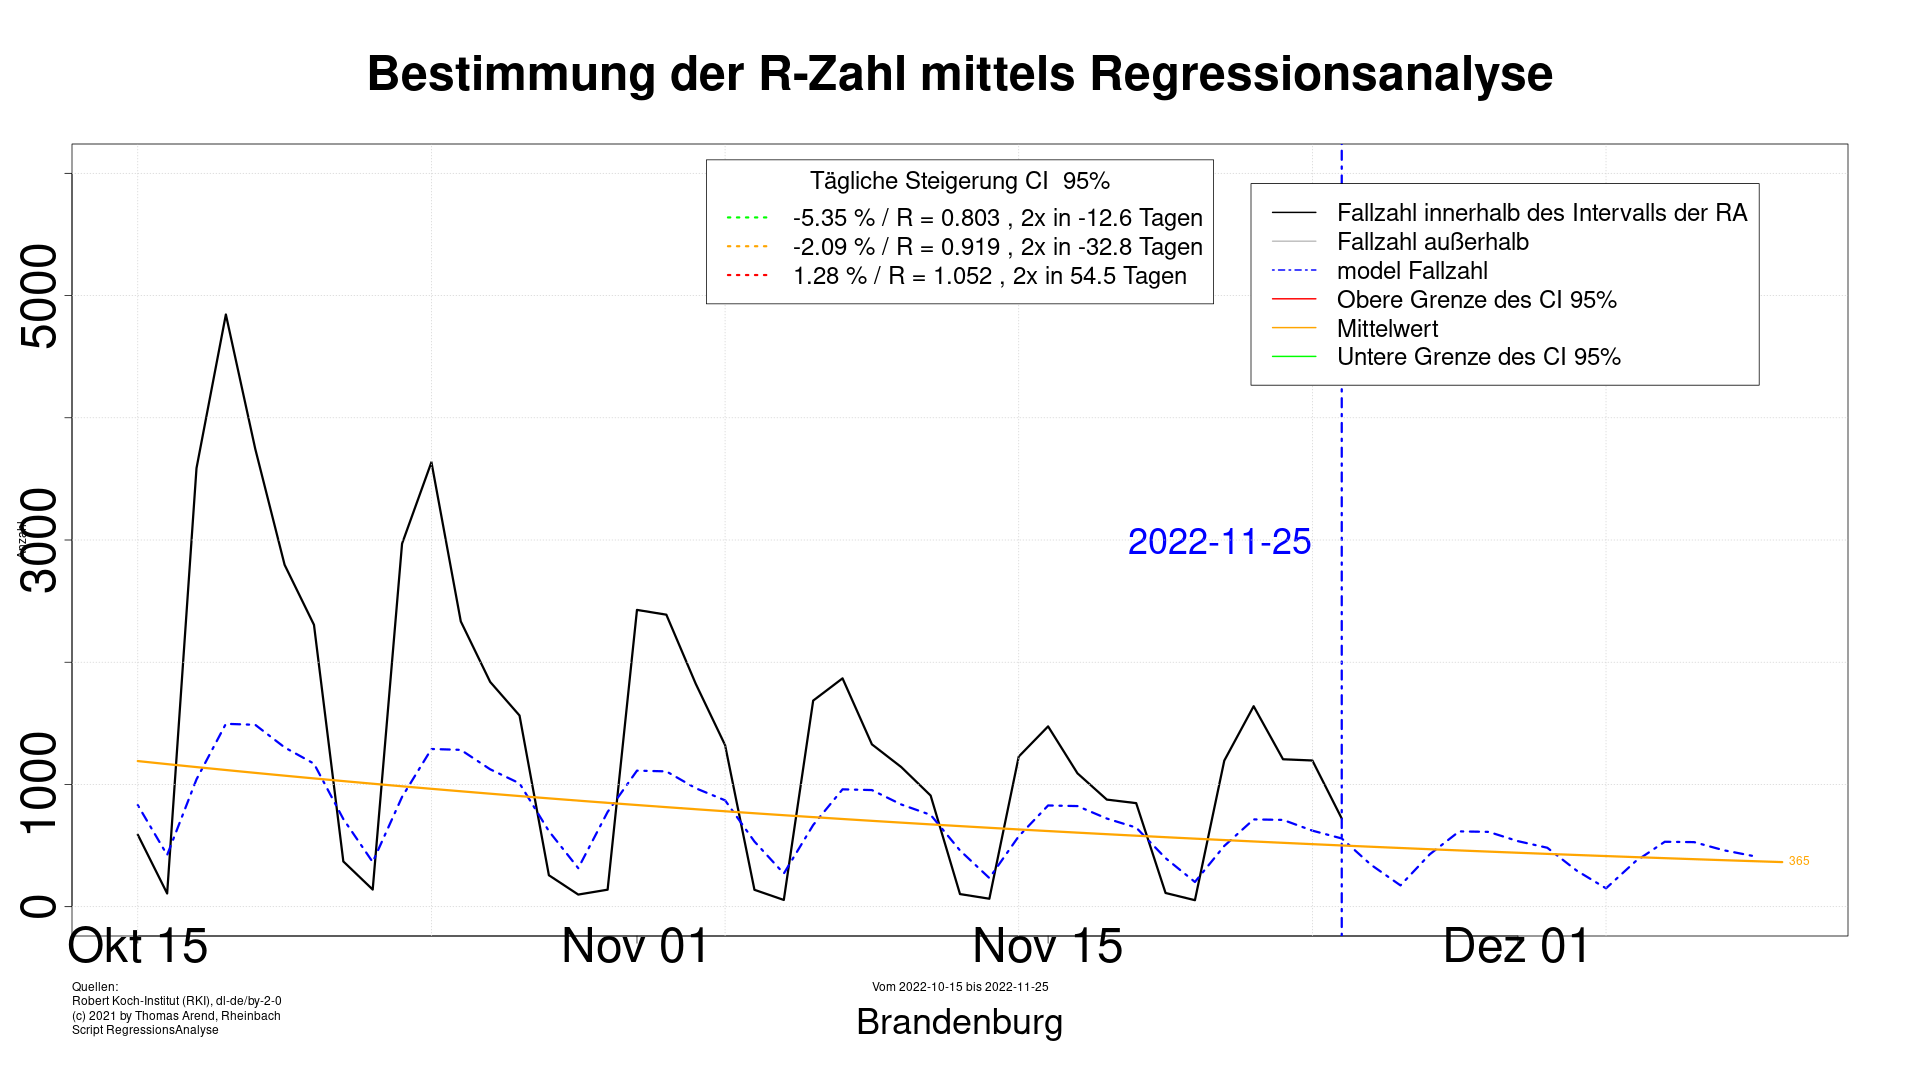 Bestimmung der R-Zahl mittels Regressionsanalyse
Tägliche Steigerung CI  95%
-5.35 % / R = 0.803 , 2x in -12.6 Tagen
-2.09 % / R = 0.919 , 2x in -32.8 Tagen
1.28 % / R = 1.052 , 2x in 54.5 Tagen
Fallzahl innerhalb des Intervalls der RA
Fallzahl außerhalb
model Fallzahl
Obere Grenze des CI 95%
Mittelwert
Untere Grenze des CI 95%
5000
3000
1000
0
Anzahl
2022-11-25
365
Okt 15
Nov 01
Nov 15
Dez 01
Quellen:
Robert Koch-Institut (RKI), dl-de/by-2-0
(c) 2021 by Thomas Arend, Rheinbach
Script RegressionsAnalyse
Vom 2022-10-15 bis 2022-11-25
Brandenburg